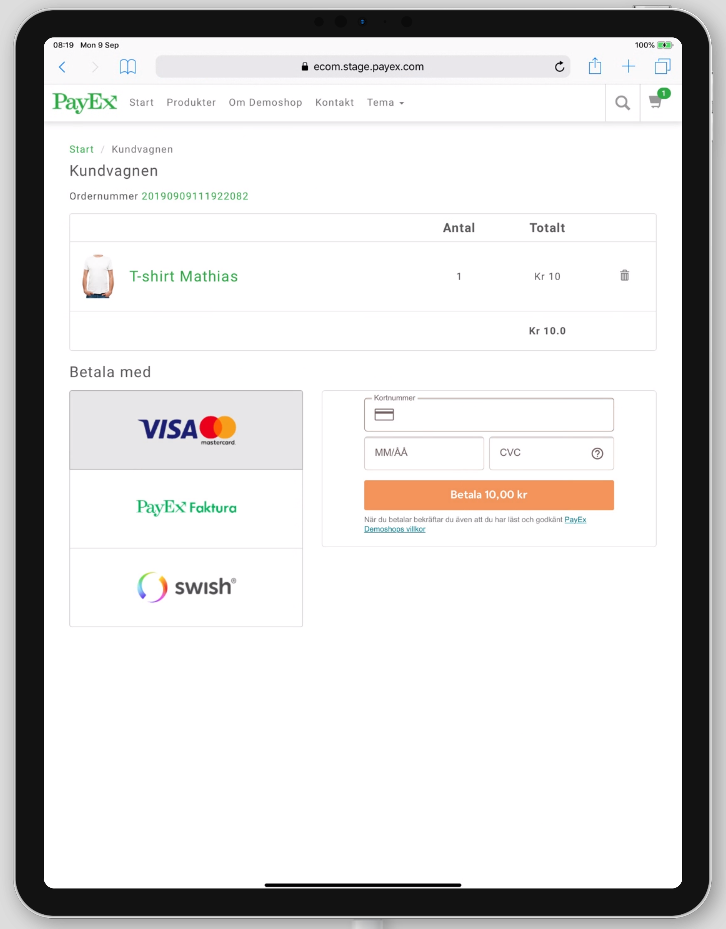 08:19 Mon 9 Sep 100%
ecom.stage.payex.com
PayEx Start Produkter Om Demoshop Kontakt Tema 1
Start / Kundvagnen
Kundvagnen
Ordernummer 20190909111922082
Antal Totalt
T-shirt Mathias 1 Kr 10
Kr 10.0
Betala med
VISA mastercard
PayEx Faktura
swish®
Kortnummer
MM/ÅÅ CVC ?
Betala 10,00 kr
När du betalar bekräftar du även att du har läst och godkänt PayEx
Demoshops villkor